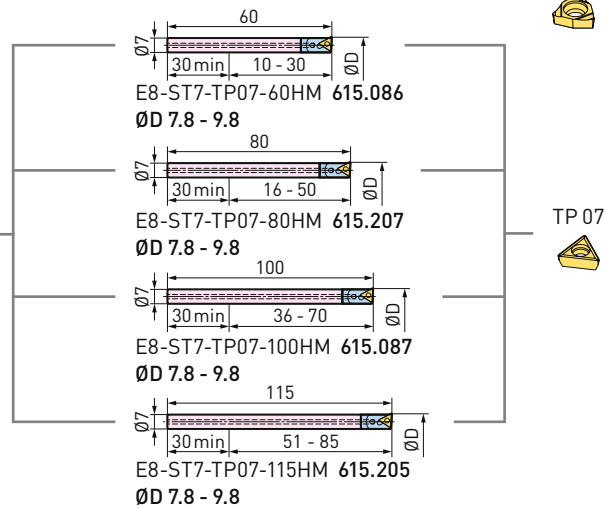 60
Ø7
30 min 10 - 30
ØD
E8-ST7-TP07-60HM 615.086
ØD 7.8 - 9.8
80
Ø7
30 min 16 - 50
ØD
E8-ST7-TP07-80HM 615.207
ØD 7.8 - 9.8
TP 07
100
Ø7
30 min 36 - 70
ØD
E8-ST7-TP07-100HM 615.087
ØD 7.8 - 9.8
115
Ø7
30 min 51 - 85
ØD
E8-ST7-TP07-115HM 615.205
ØD 7.8 - 9.8